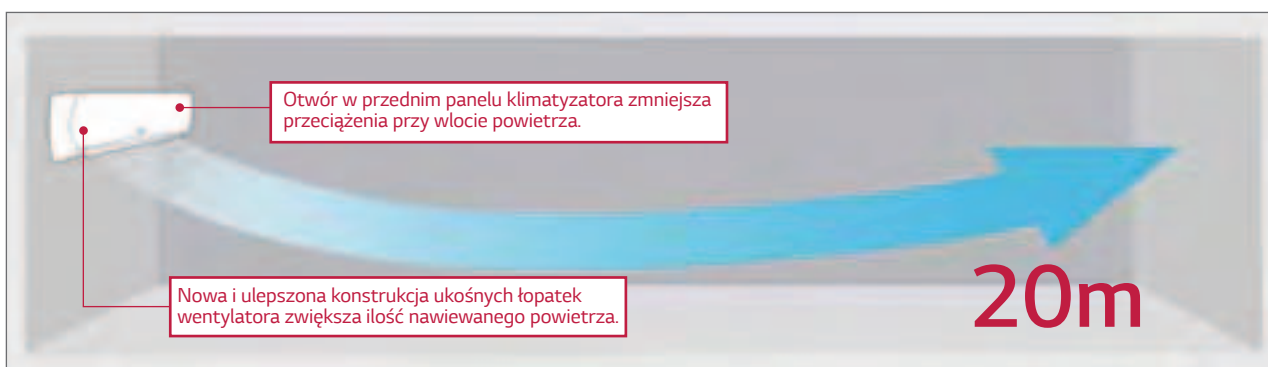 Otwór w przednim panelu klimatyzatora zmniejsza
przeciążenia przy wlocie powietrza.
Nowa i ulepszona konstrukcja ukośnych łopatek
wentylatora zwiększa ilość nawiewanego powietrza.
20m